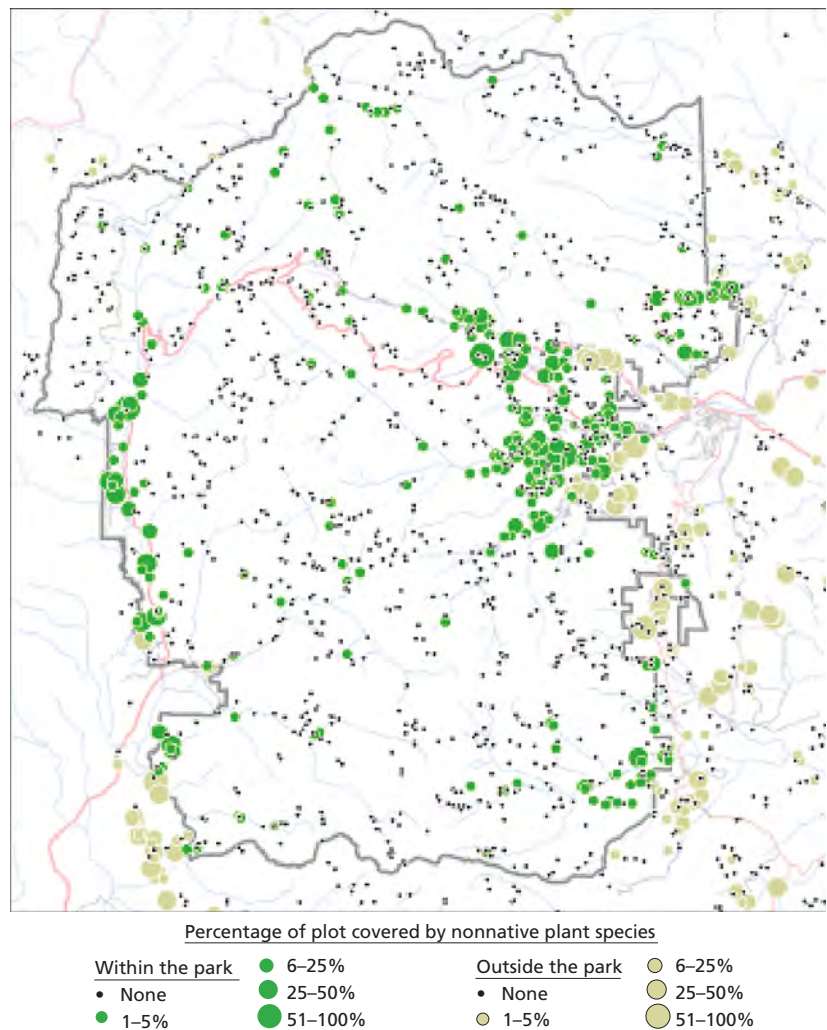 Percentage of plot covered by nonnative plant species
Within the park
None
1–5%
6–25%
25–50%
51–100%
Outside the park
None
1–5%
6–25%
25–50%
51–100%